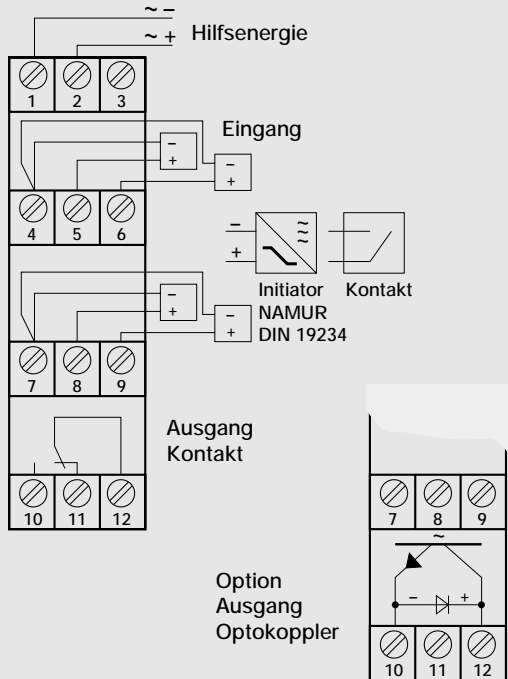 ~ –
~ + Hilfsenergie
1 2 3
Eingang
–
+
–
+
4 5 6
–
+
~
~
~
Initiator
NAMUR
DIN 19234
Kontakt
–
+
–
+
7 8 9
Ausgang
Kontakt
10 11 12
7 8 9
~
– +
Option
Ausgang
Optokoppler
10 11 12